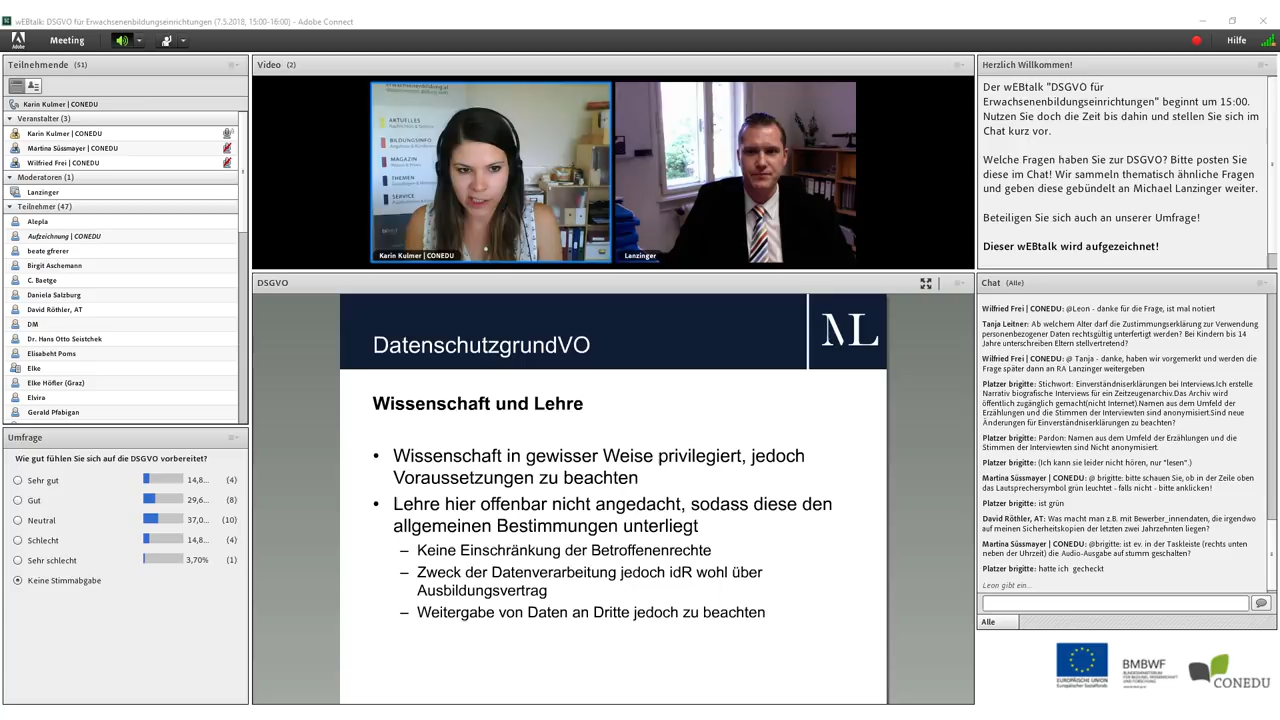 wEBtalk: DSGVO für Erwachsenenbildungseinrichtungen (7.5.2018, 15:00-16:00) - Adobe Connect
Adobe
Meeting
Hilfe
Teilnehmende (51)
Karin Kulmer | CONEDU
Veranstalter (3)
Karin Kulmer | CONEDU
Martina Süssmayer | CONEDU
Wilfried Frei | CONEDU
Moderatoren (1)
Lanzinger
Teilnehmer (47)
Alepla
Aufzeichnung | CONEDU
beate gfrerer
Birgit Aschemann
C. Baetge
Daniela Salzburg
David Röthler, AT
DM
Dr. Hans Otto Seistchek
Elisabeht Poms
Elke
Elke Höfler (Graz)
Elvira
Gerald Pfabigan
Umfrage
Wie gut fühlen Sie sich auf die DSGVO vorbereitet?
Sehr gut 14,8... (4)
Gut 29,6... (8)
Neutral 37,0... (10)
Schlecht 14,8... (4)
Sehr schlecht 3,70% (1)
Keine Stimmabgabe
Video (2)
AKTUELLES
BILDUNGSINFO
MAGAZIN
THEMEN
SERVICE
Karin Kulmer | CONEDU
Lanzinger
DSGVO
DatenschutzgrundVO
ML
Wissenschaft und Lehre
• Wissenschaft in gewisser Weise privilegiert, jedoch
Voraussetzungen zu beachten
• Lehre hier offenbar nicht angedacht, sodass diese den
allgemeinen Bestimmungen unterliegt
– Keine Einschränkung der Betroffenenrechte
– Zweck der Datenverarbeitung jedoch idR wohl über
Ausbildungsvertrag
– Weitergabe von Daten an Dritte jedoch zu beachten
Herzlich Willkommen!
Der wEBtalk "DSGVO für
Erwachsenenbildungseinrichtungen" beginnt um 15.00.
Nutzen Sie doch die Zeit bis dahin und stellen Sie sich im
Chat kurz vor.
Welche Fragen haben Sie zur DSGVO? Bitte posten Sie
diese im Chat! Wir sammeln thematisch ähnliche Fragen
und geben diese gebündelt an Michael Lanzinger weiter.
Beteiligen Sie sich auch an unserer Umfrage!
Dieser wEBtalk wird aufgezeichnet!
Chat (Alle)
Wilfried Frei | CONEDU: @Leon - danke für die Frage, ist mal notiert
Tanja Leitner: Ab welchem Alter darf die Zustimmungserklärung zur Verwendung
personenbezogener Daten rechtsgültig unterfertigt werden? Bei Kindern bis 14
Jahre unterschreiben Eltern stellvertretend?
Wilfried Frei | CONEDU: @ Tanja - danke, haben wir vorgemerkt und werden die
Frage später dann an RA Lanzinger weitergeben
Platzer brigitte: Stichwort: Einverständniserklärungen bei Interviews.Ich erstelle
Narrativ biografische Interviews für ein Zeitzeugenarchiv.Das Archiv wird
öffentlich zugänglich gemacht(nicht Internet).Namen aus dem Umfeld der
Erzählungen und die Stimmen der Interviewten sind anonymisiert.Sind neue
Änderungen für Einverständniserklärungen zu beachten?
Platzer brigitte: Pardon: Namen aus dem Umfeld der Erzählungen und die
Stimmen der Interviewten sind Nicht anonymisiert.
Platzer brigitte: (Ich kann sie leider nicht hören, nur "lesen".)
Martina Süssmayer | CONEDU: @ brigitte: bitte schauen Sie, ob in der Zeile oben
das Lautsprechersymbol grün leuchtet - falls nicht - bitte anklicken!
Platzer brigitte: ist grün
David Röthler, AT: Was macht man z.B. mit Bewerber_innendaten, die irgendwo
auf meinen Sicherheitskopien der letzten zwei Jahrzehnten liegen?
Martina Süssmayer | CONEDU: @brigitte: ist ev. in der Taskleiste (rechts unten
neben der Uhrzeit) die Audio-Ausgabe auf stumm geschalten?
Platzer brigitte: hatte ich gecheckt
Leon gibt ein...
Alle
EUROPÄISCHE UNION
Europäischer Sozialfonds
BMBWF
CONEDU